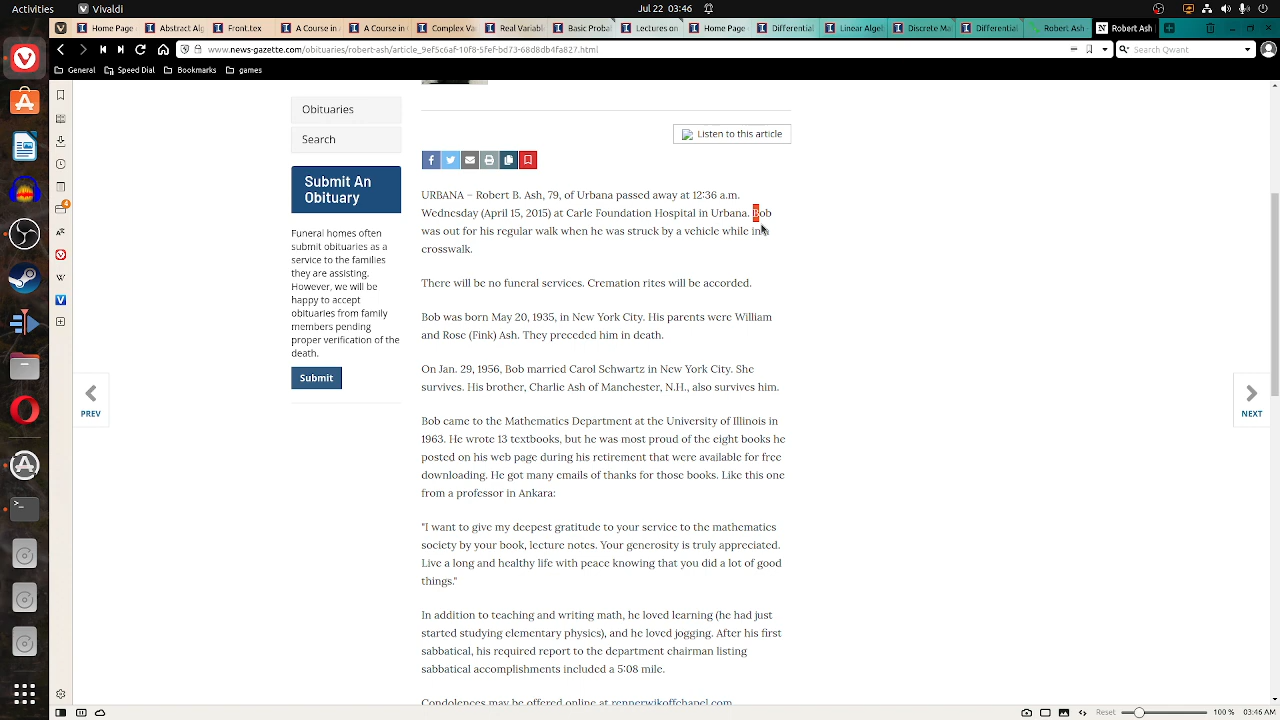 Activities
Vivaldi
Jul 20 03:46
Home Page
Abstract Alg
Front.tex
A Course in
A Course in
Complex Va
Real Variabl
Basic Probal
Lectures on
Home Page
Differential
Linear Algel
Discrete Ma
Differential
Robert Ash
Robert Ash
www.news-gazette.com/obituaries/robert-ash/article_9ef5c6af-10f8-5fef-bd73-68d8db4fa827.html
Search Qwant
General
Speed Dial
Bookmarks
games
Obituaries
Search
Submit An
Obituary
Funeral homes often
submit obituaries as a
service to the families
they are assisting.
However, we will be
happy to accept
obituaries from family
members pending
proper verification of the
death.
Submit
PREV
NEXT
Listen to this article
URBANA – Robert B. Ash, 79, of Urbana passed away at 12:36 a.m.
Wednesday (April 15, 2015) at Carle Foundation Hospital in Urbana. Bob
was out for his regular walk when he was struck by a vehicle while in a
crosswalk.
There will be no funeral services. Cremation rites will be accorded.
Bob was born May 20, 1935, in New York City. His parents were William
and Rose (Fink) Ash. They preceded him in death.
On Jan. 29, 1956, Bob married Carol Schwartz in New York City. She
survives. His brother, Charlie Ash of Manchester, N.H., also survives him.
Bob came to the Mathematics Department at the University of Illinois in
1963. He wrote 13 textbooks, but he was most proud of the eight books he
posted on his web page during his retirement that were available for free
downloading. He got many emails of thanks for those books. Like this one
from a professor in Ankara:
"I want to give my deepest gratitude to your service to the mathematics
society by your book, lecture notes. Your generosity is truly appreciated.
Live a long and healthy life with peace knowing that you did a lot of good
things."
In addition to teaching and writing math, he loved learning (he had just
started studying elementary physics), and he loved jogging. After his first
sabbatical, his required report to the department chairman listing
sabbatical accomplishments included a 5:08 mile.
Condolences may be offered online at rennerwikoffchapel.com
Reset
100 %
03:46 AM